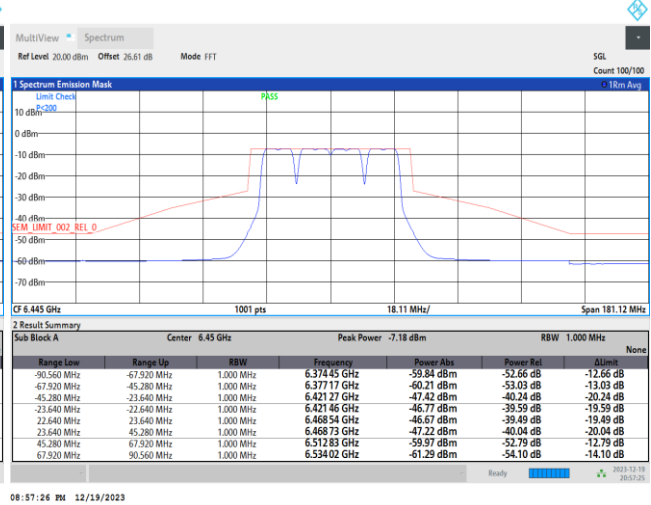 MultiView Spectrum
Ref Level 20.00 dBm Offset 26.61 dB Mode FFT SGL
Count 100/100
1 Spectrum Emission Mask 1Rm Avg
Limit Check PASS
P<200
10 dBm
0 dBm
-10 dBm
-20 dBm
-30 dBm
-40 dBm
SEM_LIMIT_002_REL_0
-50 dBm
-60 dBm
-70 dBm
CF 6.445 GHz 1001 pts 18.11 MHz/ Span 181.12 MHz
2 Result Summary
Sub Block A Center 6.45 GHz Peak Power -7.18 dBm RBW 1.000 MHz
None
Range Low Range Up RBW Frequency Power Abs Power Rel ΔLimit
-90.560 MHz -67.920 MHz 1.000 MHz 6.374 45 GHz -59.84 dBm -52.66 dB -12.66 dB
-67.920 MHz -45.280 MHz 1.000 MHz 6.377 17 GHz -60.21 dBm -53.03 dB -13.03 dB
-45.280 MHz -23.640 MHz 1.000 MHz 6.421 27 GHz -47.42 dBm -40.24 dB -20.24 dB
-23.640 MHz -22.640 MHz 1.000 MHz 6.421 46 GHz -46.77 dBm -39.59 dB -19.59 dB
22.640 MHz 23.640 MHz 1.000 MHz 6.468 54 GHz -46.67 dBm -39.49 dB -19.49 dB
23.640 MHz 45.280 MHz 1.000 MHz 6.468 73 GHz -47.22 dBm -40.04 dB -20.04 dB
45.280 MHz 67.920 MHz 1.000 MHz 6.512 83 GHz -59.97 dBm -52.79 dB -12.79 dB
67.920 MHz 90.560 MHz 1.000 MHz 6.534 02 GHz -61.29 dBm -54.10 dB -14.10 dB
Ready 2023-12-19
20:57:25
08:57:26 PM 12/19/2023